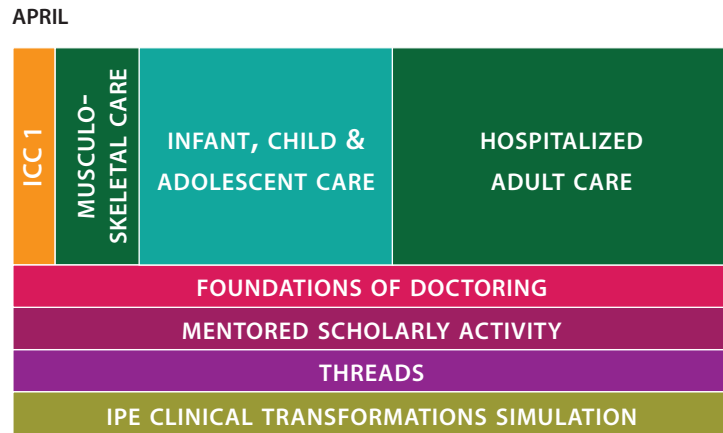 APRIL
ICC 1
MUSCULO-
SKELETAL CARE
INFANT, CHILD &
ADOLESCENT CARE
HOSPITALIZED
ADULT CARE
FOUNDATIONS OF DOCTORING
MENTORED SCHOLARLY ACTIVITY
THREADS
IPE CLINICAL TRANSFORMATIONS SIMULATION